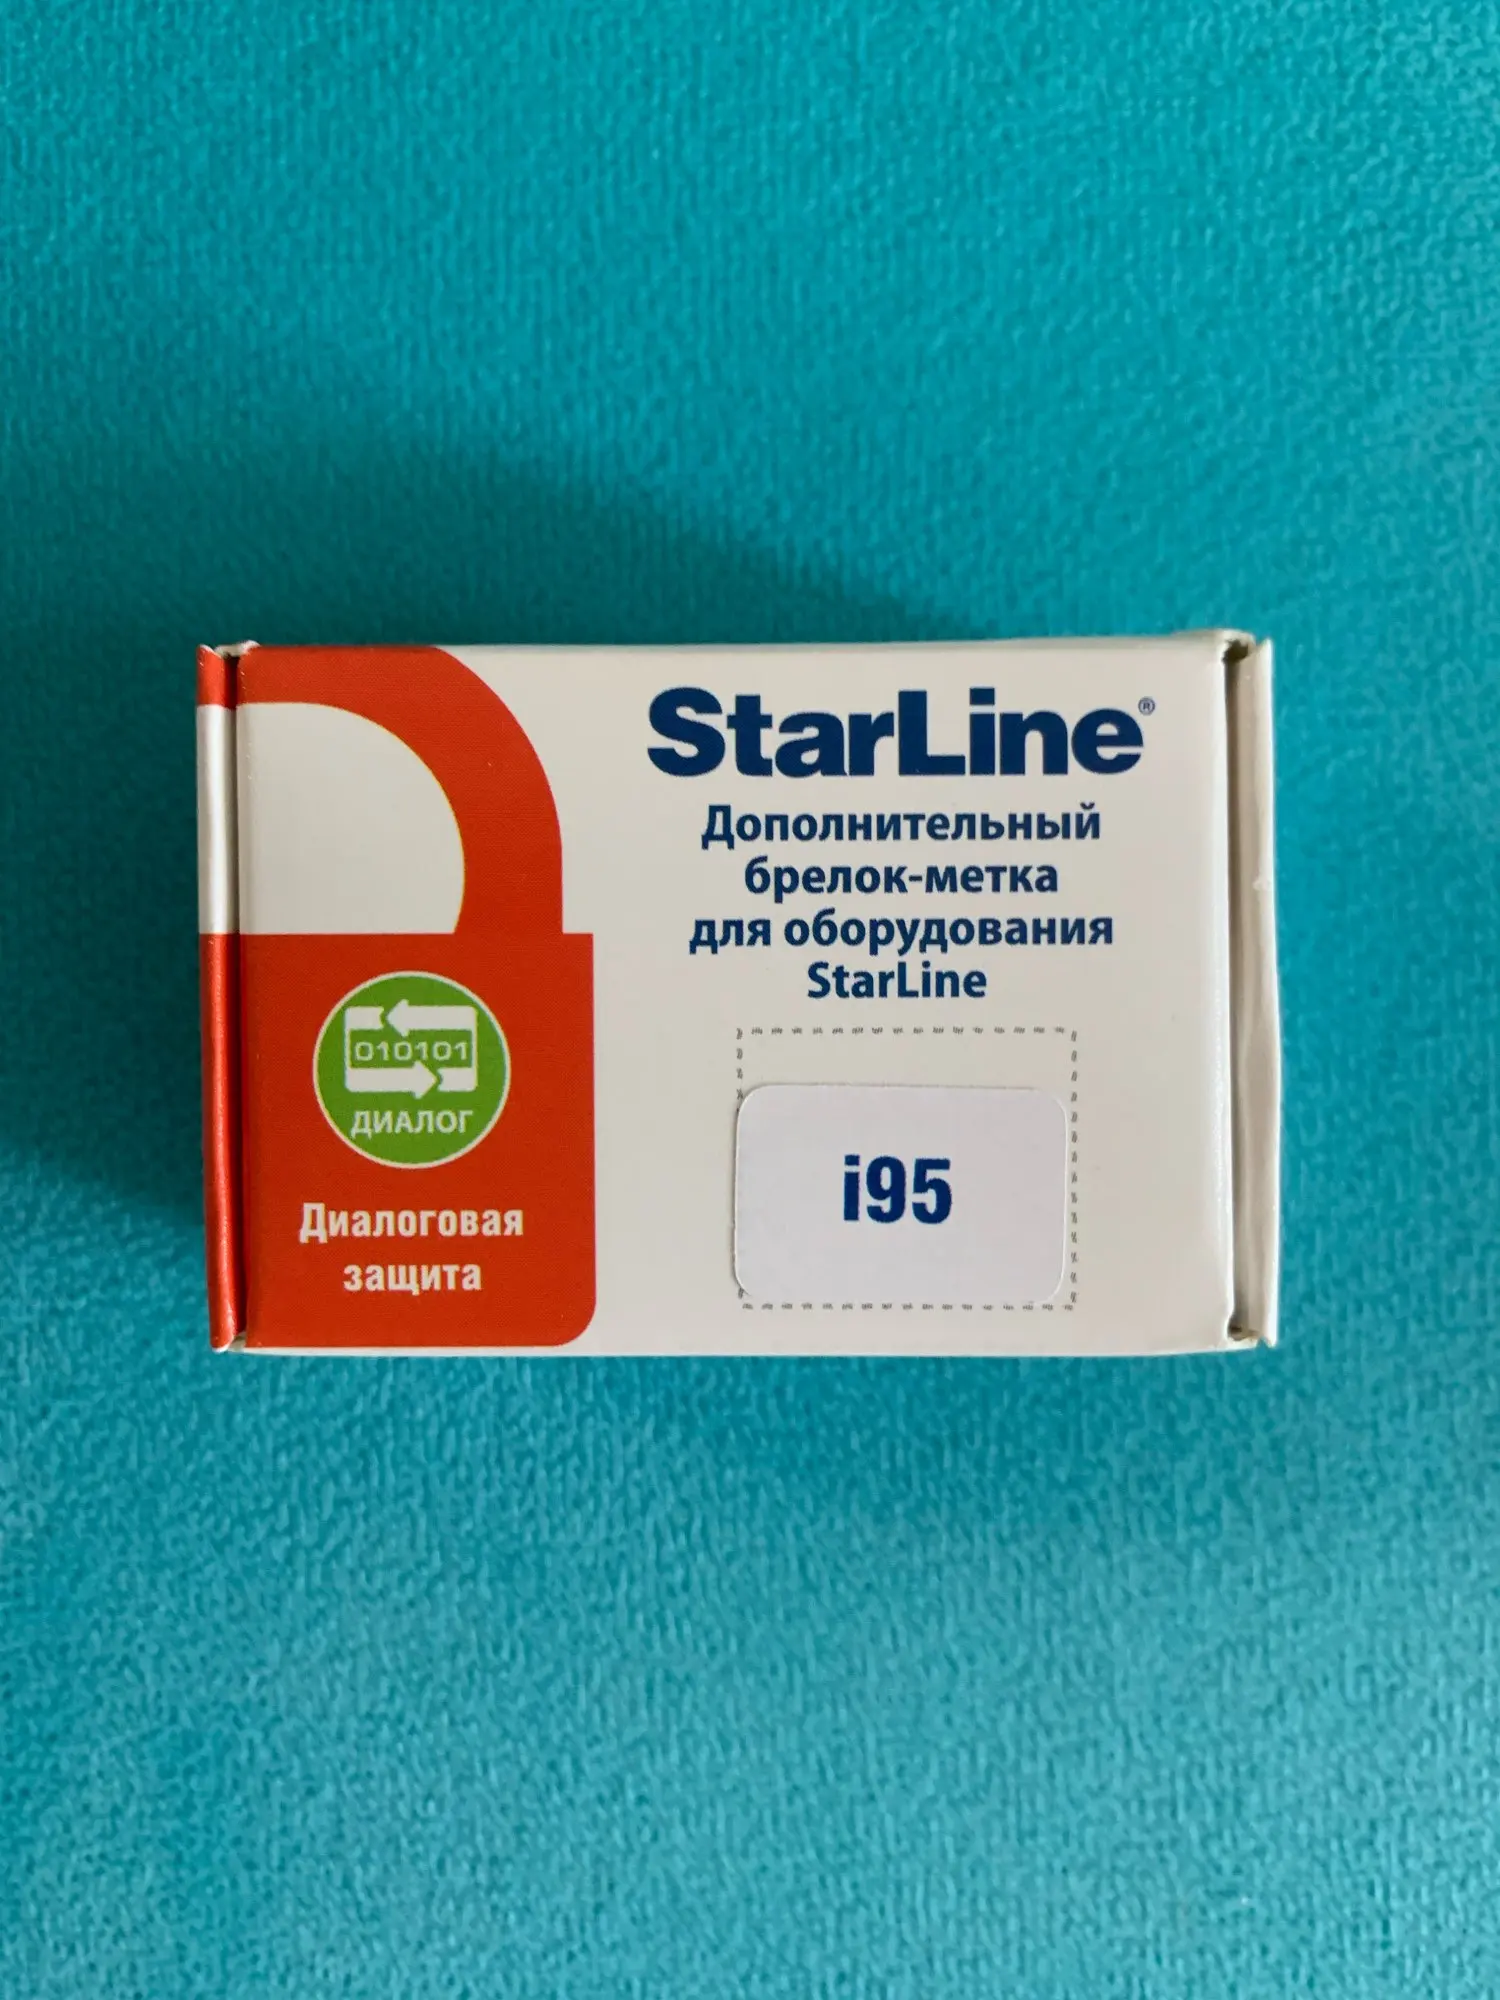 StarLine®
Дополнительный
брелок-метка
для оборудования
StarLine
010101
ДИАЛОГ
Диалоговая
защита
i95